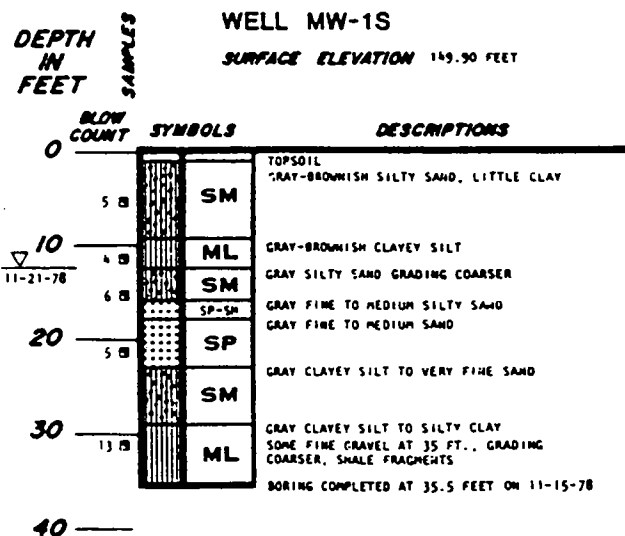 WELL MW-1S
DEPTH
IN
FEET
SAMPLES
SURFACE ELEVATION 149.90 FEET
BLOW
COUNT
SYMBOLS
DESCRIPTIONS
0
TOPSOIL
GRAY-BROWNISH SILTY SAND, LITTLE CLAY
5
SM
10
ML
GRAY-BROWNISH CLAYEY SILT
4
11-21-78
SM
GRAY SILTY SAND GRADING COARSER
6
SP-SM
GRAY FINE TO MEDIUM SILTY SAND
GRAY FINE TO MEDIUM SAND
20
5
SP
GRAY CLAYEY SILT TO VERY FINE SAND
SM
30
GRAY CLAYEY SILT TO SILTY CLAY
13
ML
SOME FINE GRAVEL AT 35 FT., GRADING
COARSER, SHALE FRAGMENTS
BORING COMPLETED AT 35.5 FEET ON 11-15-78
40